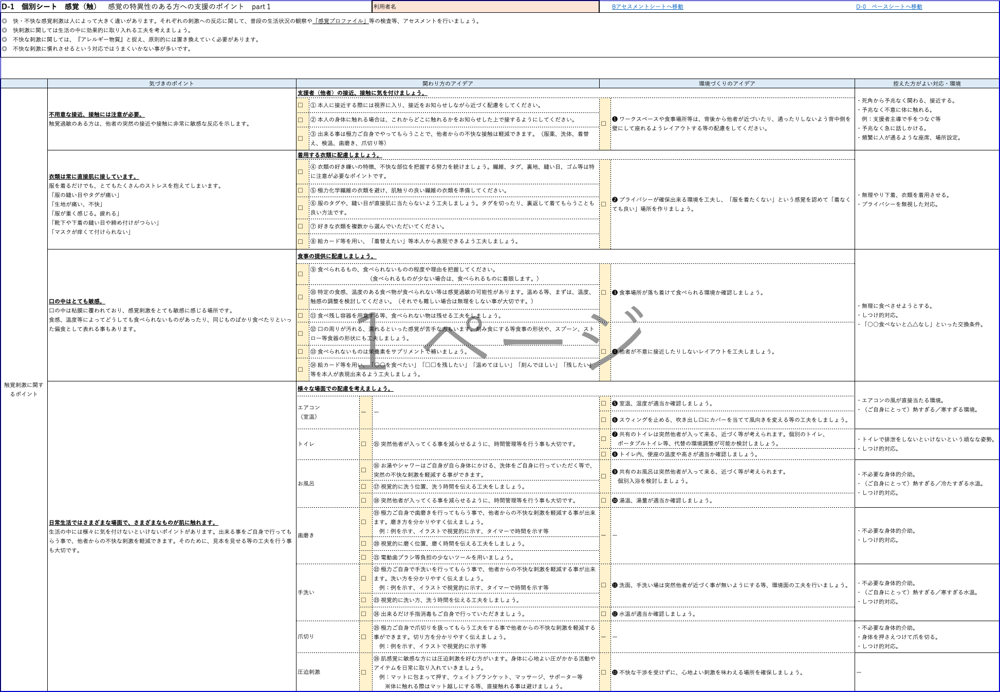 D-1　個別シート　感覚（触）　感覚の特異性のある方への支援のポイント　part 1
利用者名
Bアセスメントシートへ移動
D-0　ベースシートへ移動
◎　快・不快な感覚刺激は人によって大きく違いがあります。それぞれの刺激への反応に関して、普段の生活状況の観察や「感覚プロファイル」等の検査等、アセスメントを行いましょう。
◎　快刺激に関しては生活の中に効果的に取り入れる工夫を考えましょう。
◎　不快な刺激に関しては、『アレルギー物質』と捉え、原則的には置き換えていく必要があります。
◎　不快な刺激に慣れさせるという対応ではうまくいかない事が多いです。
気づきのポイント
関わり方のアイデア
環境づくりのアイデア
控えた方がよい対応・環境
触覚刺激に関す
るポイント
不用意な接近、接触には注意が必要。
触覚過敏のある方は、他者の突然の接近や接触に非常に敏感な反応を示します。
支援者（他者）の接近、接触に気を付けましょう。
□ ① 本人に接近する際には視界に入り、接近をお知らせしながら近づく配慮をしてください。
□ ② 本人の身体に触れる場合は、これからどこに触れるかをお知らせした上で接するようにしてください。
□ ③ 出来る事は極力ご自身でやってもらうことで、他者からの不快な接触は軽減できます。（服薬、洗体、着替
え、検温、歯磨き、爪切り等）
□ ❶ ワークスペースや食事場所等は、背後から他者が近づいたり、通ったりしないよう背中側を
壁にして座れるようレイアウトする等の配慮をしてください。
・死角から予兆なく関わる、接近する。
・予兆なく不意に体に触れる。
例：支援者主導で手をつなぐ等
・予兆なく急に話しかける。
・頻繁に人が通るような座席、場所設定。
衣類は常に直接肌に接しています。
服を着るだけでも、とてもたくさんのストレスを抱えてしまいます。
「服の縫い目やタグが痛い」
「生地が痛い、不快」
「服が重く感じる。疲れる」
「靴下や下着の縫い目や締め付けがつらい」
「マスクが痒くて付けられない」
着用する衣類に配慮しましょう。
□ ④ 衣類の好き嫌いの特徴、不快な部位を把握する努力を続けましょう。繊維、タグ、裏地、縫い目、ゴム等は特
に注意が必要なポイントです。
□ ⑤ 極力化学繊維の衣類を避け、肌触りの良い繊維の衣類を準備してください。
□ ⑥ 服のタグや、縫い目が直接肌に当たらないよう工夫しましょう。タグを切ったり、裏返して着てもらうことも
良い方法です。
□ ⑦ 好きな衣類を複数から選んでいただいてください。
□ ⑧ 絵カード等を用い、「着替えたい」等本人から表現できるよう工夫しましょう。
□ ❷ プライバシーが確保出来る環境を工夫し、「服を着たくない」という感覚を認めて「着なく
ても良い」場所を作りましょう。
・無理やり下着、衣類を着用させる。
・プライバシーを無視した対応。
口の中はとても敏感。
口の中は粘膜に覆われており、感覚刺激をとても敏感に感じる場所です。
食感、温度等によってどうしても食べられないものがあったり、同じものばかり食べたりといっ
た偏食として表れる事もあります。
食事の提供に配慮しましょう。
□ ⑨ 食べられるもの、食べられないものの程度や理由を把握してください。
（食べられるものが少ない場合は、食べられるものに着眼します。）
□ ⑩ 特定の食感、温度のある食べ物が食べられない等は感覚過敏の可能性があります。温める等、まずは、温度、
触感の調整を検討してください。（それでも難しい場合は無理をしない事が大切です。）
□ ⑪ 食べ残し容器を用意する等、食べられない物は残せる工夫をしましょう。
□ ⑫ 口の周りが汚れる、濡れるといった感覚が苦手な方もいます。刻み食にする等食事の形状や、スプーン、スト
ロー等食器の形状にも工夫しましょう。
□ ⑬ 食べられないものは栄養素をサプリメントで補いましょう。
□ ⑭ 絵カード等を用い、「○○を食べたい」「□□を残したい」「温めてほしい」「刻んでほしい」「残したい」
等を本人が表現出来るよう工夫しましょう。
□ ❸ 食事場所が落ち着けて食べられる環境か確認しましょう。
□ ❹ 他者が不意に接近したりしないレイアウトを工夫しましょう。
・無理に食べさせようとする。
・しつけ的対応。
・「○○食べないと△△なし」といった交換条件。
1 ページ
日常生活ではさまざまな場面で、さまざまなものが肌に触れます。
生活の中には様々に気を付けないといけないポイントがあります。出来る事をご自身で行っても
らう事で、他者からの不快な刺激を軽減できます。そのために、見本を見せる等の工夫を行う事
も大切です。
様々な場面での配慮を考えましょう。
エアコン
（室温）
－ －
□ ❺ 室温、湿度が適当か確認しましょう。
□ ❻ スウィングを止める、吹き出し口にカバーを当てて風向きを変える等の工夫をしましょう。
・エアコンの風が直接当たる環境。
・（ご自身にとって）熱すぎる／寒すぎる環境。
トイレ
□ ⑮ 突然他者が入ってくる事を減らせるように、時間管理等を行う事も大切です。
□ ❼ 共有のトイレは突然他者が入って来る、近づく等が考えられます。個別のトイレ、
ポータブルトイレ等、代替の環境調整が可能か検討しましょう。
□ ❽ トイレ内、便座の温度や高さが適当か確認しましょう。
・トイレで排泄をしないといけないという頑なな姿勢。
・しつけ的対応。
お風呂
□ ⑯ お湯やシャワーはご自身が自ら身体にかける、洗体をご自身に行っていただく等で、
突然の不快な刺激を軽減する事ができます。
□ ⑰ 視覚的に洗う位置、洗う時間を伝える工夫をしましょう。
□ ⑱ 突然他者が入ってくる事を減らせるように、時間管理等を行う事も大切です。
□ ❾ 共有のお風呂は突然他者が入って来る、近づく等が考えられます。
個別入浴を検討しましょう。
□ ❿ 湯温、湯量が適当か確認しましょう。
・不必要な身体的介助。
・（ご自身にとって）熱すぎる／冷たすぎる水温。
・しつけ的対応。
歯磨き
□ ⑲ 極力ご自身で歯磨きを行ってもらう事で、他者からの不快な刺激を軽減する事が出来
ます。磨き方を分かりやすく伝えましょう。
例：例を示す、イラストで視覚的に示す、タイマーで時間を示す等
□ ⑳ 視覚的に磨く位置、磨く時間を伝える工夫をしましょう。
□ ㉑ 電動歯ブラシ等負担の少ないツールを用いましょう。
－ －
・不必要な身体的介助。
・しつけ的対応。
手洗い
□ ㉒ 極力ご自身で手洗いを行ってもらう事で、他者からの不快な刺激を軽減する事が出来
ます。洗い方を分かりやすく伝えましょう。
例：例を示す、イラストで視覚的に示す、タイマーで時間を示す等
□ ㉓ 視覚的に洗い方、洗う時間を伝える工夫をしましょう。
□ ㉔ 出来るだけ手指消毒もご自身で行っていただきましょう。
□ ⓫ 洗面、手洗い場は突然他者が近づく事が無いようにする等、環境面の工夫を行いましょう。
□ ⓬ 水温が適当か確認しましょう。
・不必要な身体的介助。
・（ご自身にとって）熱すぎる／寒すぎる水温。
・しつけ的対応。
爪切り
□ ㉕ 極力ご自身で爪切りを扱ってもらう工夫をする事で他者からの不快な刺激を軽減する
事ができます。切り方を分かりやすく伝えましょう。
例：例を示す、イラストで視覚的に示す等
－ －
・不必要な身体的介助。
・身体を押さえつけて爪を切る。
・しつけ的対応。
圧迫刺激
□ ㉖ 肌感覚に敏感な方には圧迫刺激を好む方がいます。身体に心地よい圧がかかる活動や
アイテムを日常に取り入れていきましょう。
例：マットに包まって押す、ウェイトブランケット、マッサージ、サポーター等
※体に触れる際はマット越しにする等、直接触れる事は避けましょう。
□ ⓭ 不快な干渉を受けずに、心地よい刺激を味わえる場所を確保しましょう。
－